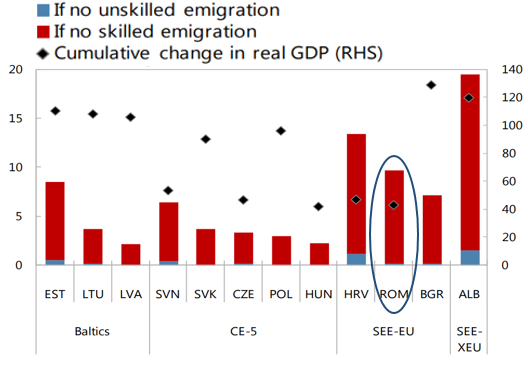 If no unskilled emigration
If no skilled emigration
Cumulative change in real GDP (RHS)
20 140
120
15 100
80
10
60
5 40
20
0 0
EST LTU LVA SVN SVK CZE POL HUN HRV ROM BGR ALB
Baltics CE-5 SEE-EU SEE-
XEU